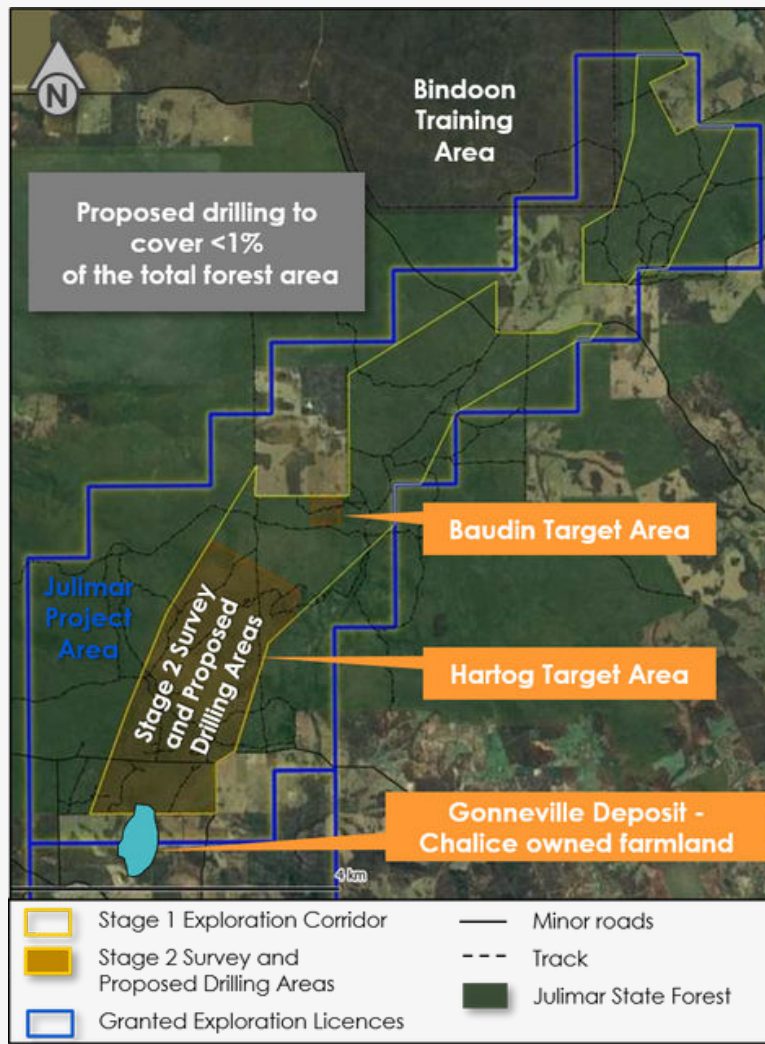 N
Bindoon
Training
Area
Proposed drilling to
cover <1%
of the total forest area
Baudin Target Area
Julimar
Project
Area
Stage 2 Survey
and Proposed
Drilling Areas
Hartog Target Area
Gonneville Deposit -
Chalice owned farmland
4 km
Stage 1 Exploration Corridor
Stage 2 Survey and
Proposed Drilling Areas
Granted Exploration Licences
Minor roads
Track
Julimar State Forest